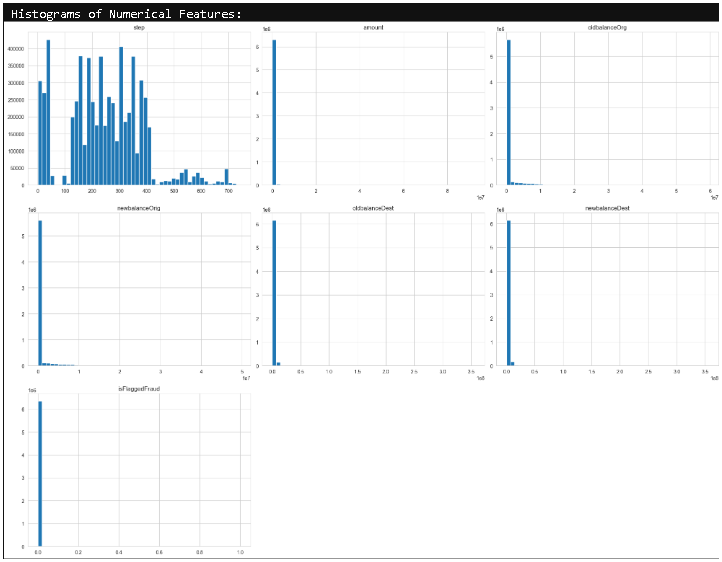 Histograms of Numerical Features:
step
400000
350000
300000
250000
200000
150000
100000
50000
0
0 100 200 300 400 500 600 700
amount
1e6
6
5
4
3
2
1
0
0 2 4 6 8
1e7
oldbalanceOrg
1e6
5
4
3
2
1
0
0 1 2 3 4 5 6
1e7
newbalanceOrig
1e6
5
4
3
2
1
0
0 1 2 3 4 5
1e7
oldbalanceDest
1e6
6
5
4
3
2
1
0
0.0 0.5 1.0 1.5 2.0 2.5 3.0 3.5
1e8
newbalanceDest
1e6
6
5
4
3
2
1
0
0.0 0.5 1.0 1.5 2.0 2.5 3.0 3.5
1e8
isFlaggedFraud
1e6
6
5
4
3
2
1
0
0.0 0.2 0.4 0.6 0.8 1.0